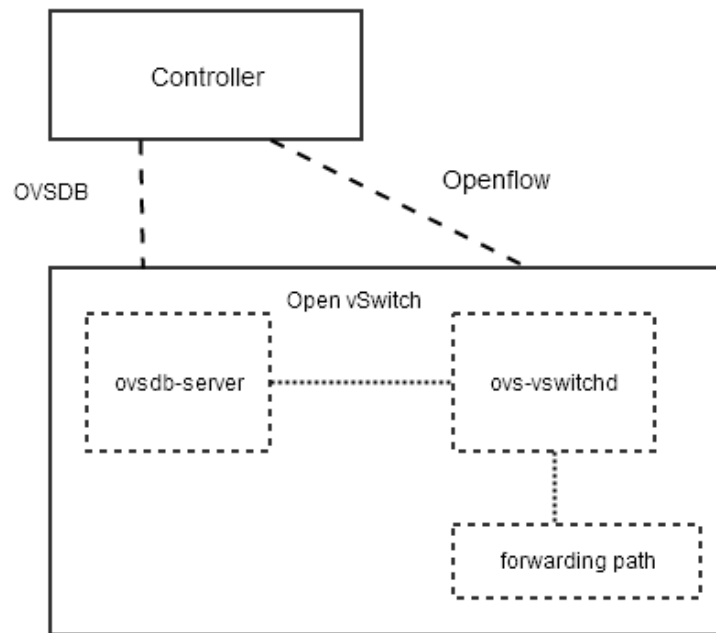 Controller
OVSDB
Openflow
Open vSwitch
ovsdb-server
ovs-vswitchd
forwarding path